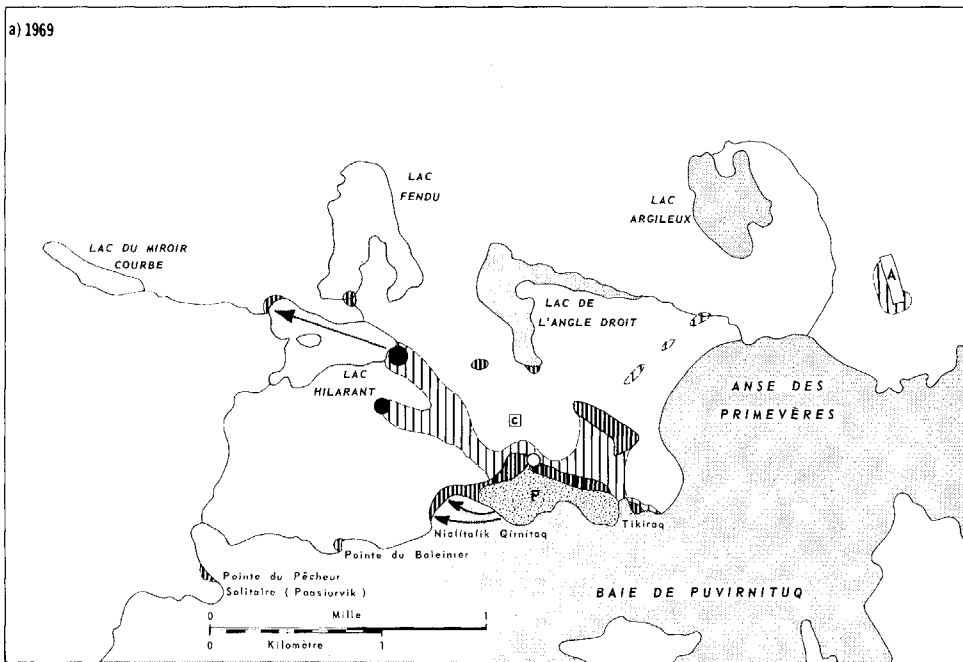 a) 1969
LAC
FENDU
LAC
ARGILEUX
LAC DU MIROIR
COURBE
A
LAC DE
L'ANGLE DROIT
LAC
HILARANT
ANSE DES
PRIMEVÈRES
C
P
Nialitalik Qirnitaq
Tikiraq
Pointe du Baleinier
Pointe du Pêcheur
Solitaire (Paasiurvik)
BAIE DE PUVIRNITUQ
0 Mille 1
0 Kilomètre 1